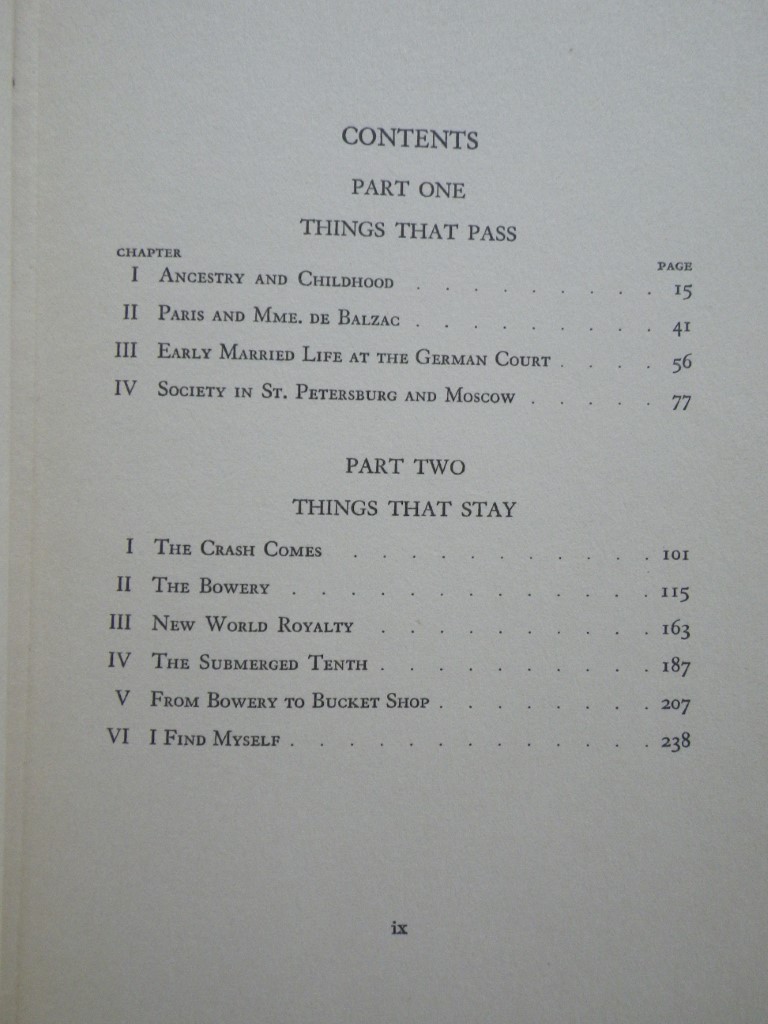 CONTENTS
PART ONE
THINGS THAT PASS
CHAPTER PAGE
I Ancestry and Childhood . . . . . . . . . 15
II Paris and Mme. de Balzac . . . . . . . . . 41
III Early Married Life at the German Court . . . . 56
IV Society in St. Petersburg and Moscow . . . . . 77
PART TWO
THINGS THAT STAY
I The Crash Comes . . . . . . . . . . . 101
II The Bowery . . . . . . . . . . . . . 115
III New World Royalty . . . . . . . . . . 163
IV The Submerged Tenth . . . . . . . . . . 187
V From Bowery to Bucket Shop . . . . . . . . 207
VI I Find Myself . . . . . . . . . . . . . 238
ix